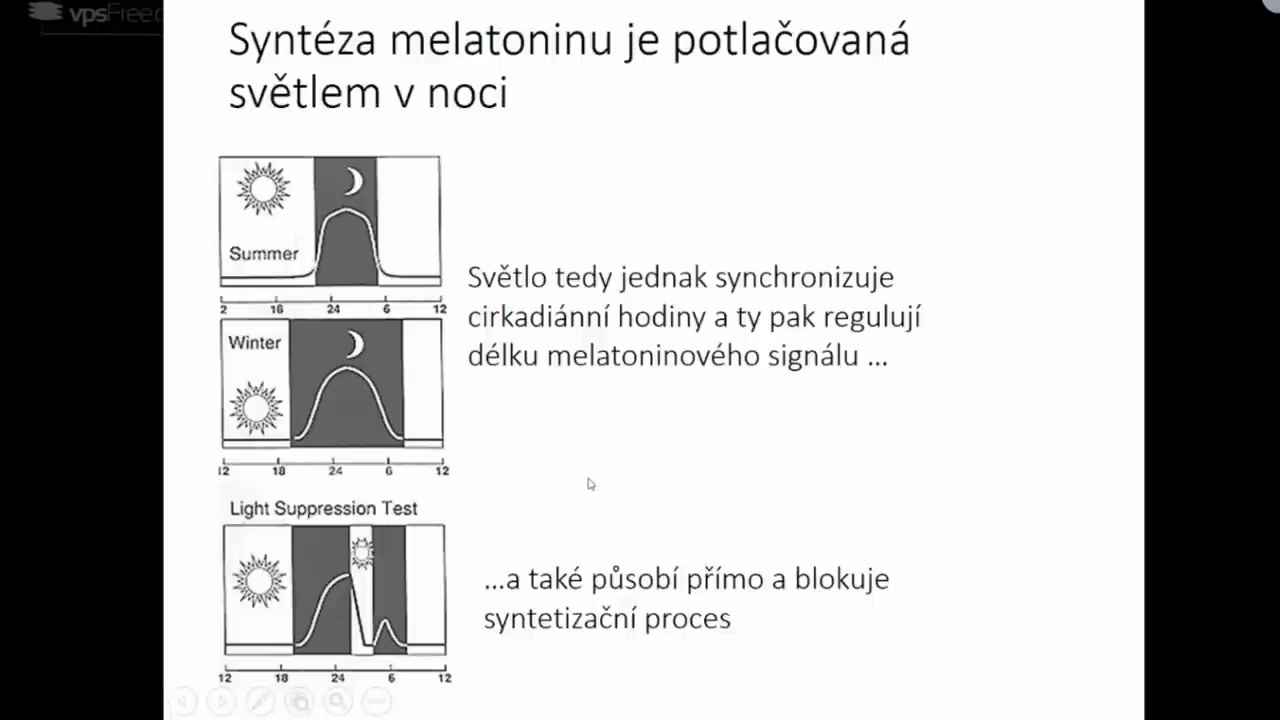 vpsFree.c
Syntéza melatoninu je potlačovaná
světlem v noci
Summer
2 18 24 6 12
Světlo tedy jednak synchronizuje
cirkadiánní hodiny a ty pak regulují
délku melatoninového signálu ...
Winter
12 18 24 6 12
Light Suppression Test
...a také působí přímo a blokuje
syntetizační proces
12 18 24 6 12